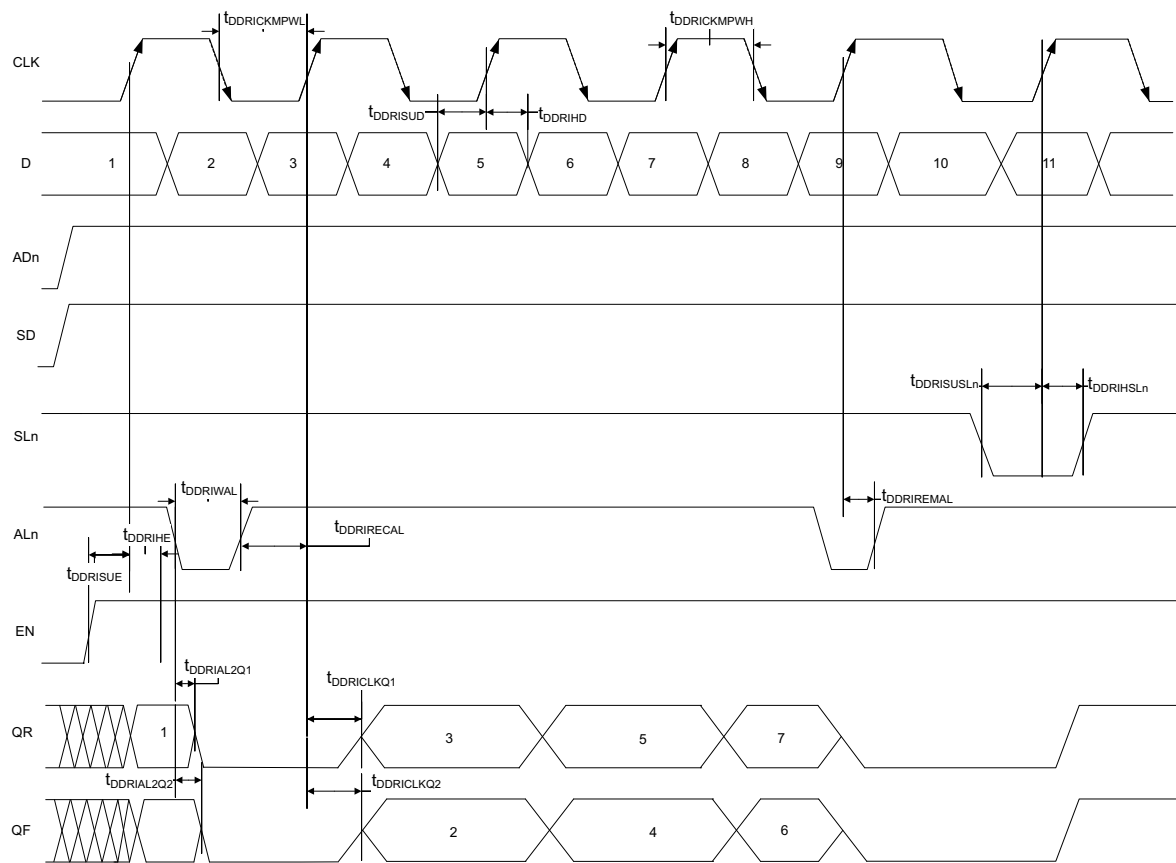 tDDRICKMPWL
tDDRICKMPWH
CLK
tDDRISUD
tDDRIHD
D
1 2 3 4 5 6 7 8 9 10 11
ADn
SD
tDDRISUSLn
tDDRIHSLn
SLn
tDDRIWAL
tDDRIREMAL
ALn
tDDRIHE
tDDRIRECAL
tDDRISUE
EN
tDDRIAL2Q1
tDDRICLKQ1
QR
1 3 5 7
tDDRIAL2Q2
tDDRICLKQ2
QF
2 4 6